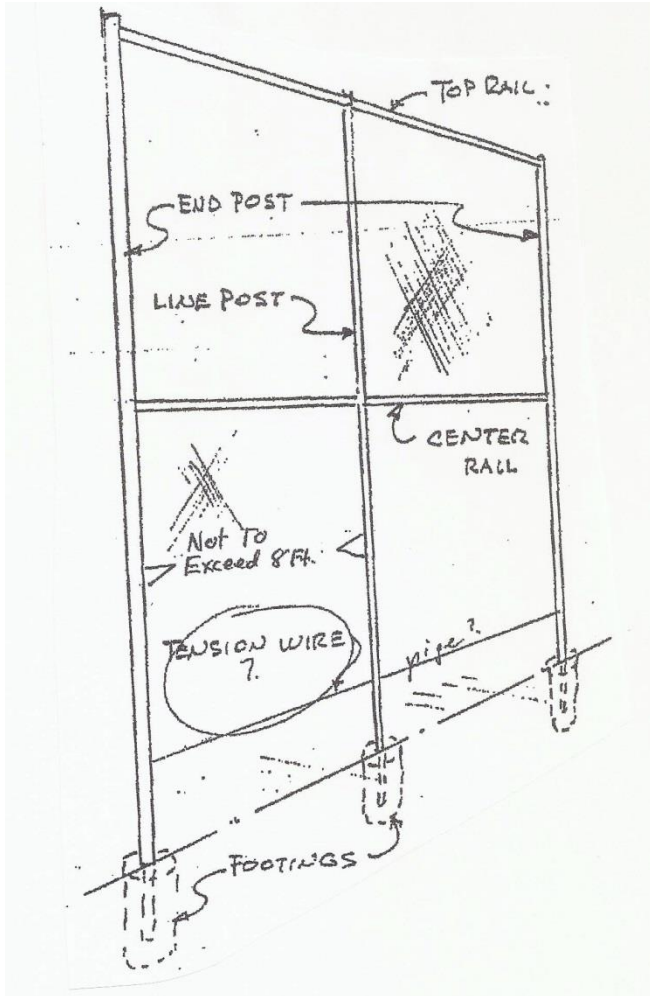 TOP RAIL:
END POST
LINE POST
CENTER
RAIL
Not To
Exceed 8'Ft.
TENSION WIRE
?
pipe?
FOOTINGS